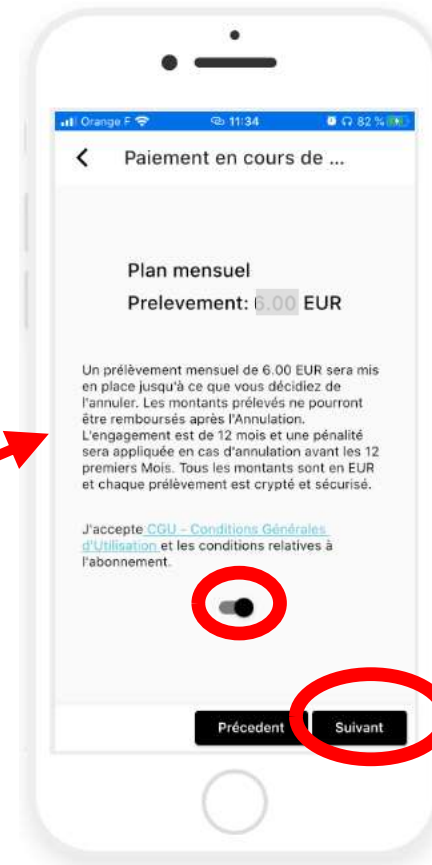 Orange F 11:34 82 %
Paiement en cours de ...
Plan mensuel
Prelevement: 6.00 EUR
Un prélèvement mensuel de 6.00 EUR sera mis
en place jusqu'à ce que vous décidiez de
l'annuler. Les montants prélevés ne pourront
être remboursés après l'Annulation.
L'engagement est de 12 mois et une pénalité
sera appliquée en cas d'annulation avant les 12
premiers Mois. Tous les montants sont en EUR
et chaque prélèvement est crypté et sécurisé.
J'accepte CGU - Conditions Générales
d'Utilisation et les conditions relatives à
l'abonnement.
Précedent Suivant